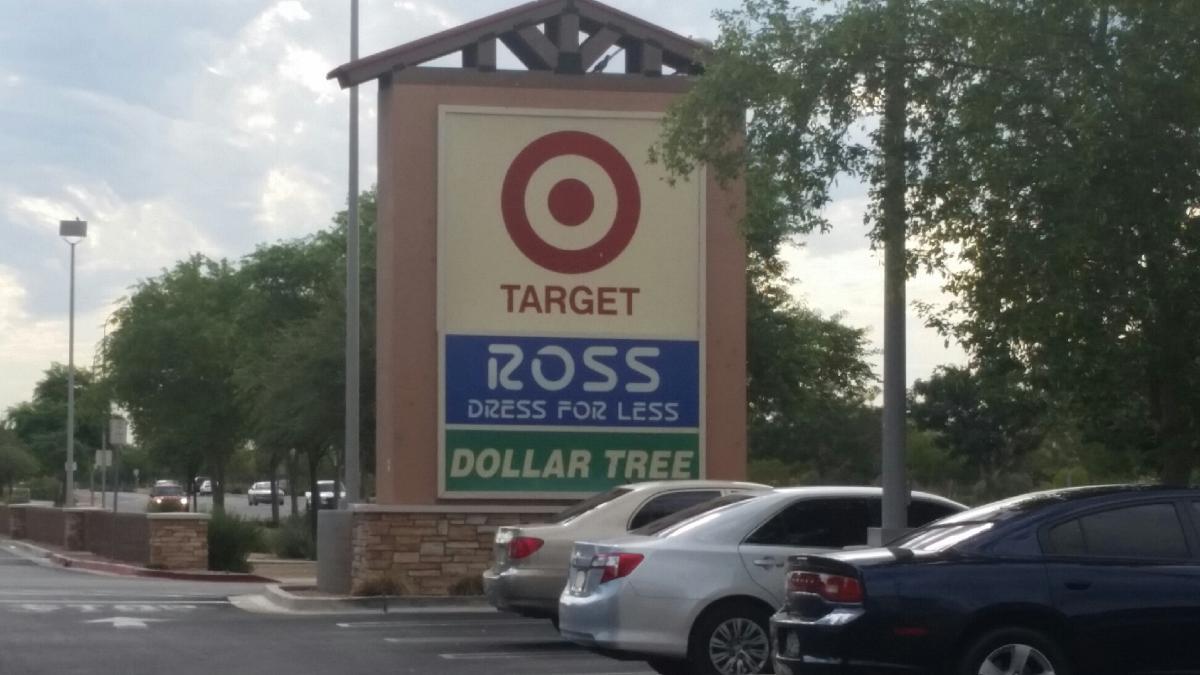 TARGET
ROSS
DRESS FOR LESS
DOLLAR TREE